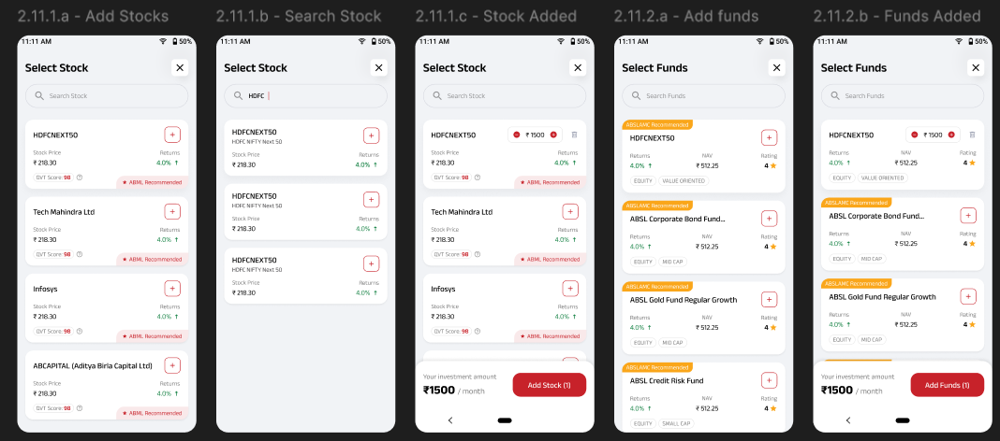 2.11.1.a - Add Stocks
11:11 AM
50%
Select Stock
Search Stock
HDFCNEXT50
Stock Price
Returns
₹ 218.30
4.0% ↑
DVT Score: 98
★ ABML Recommended
Tech Mahindra Ltd
Stock Price
Returns
₹ 218.30
4.0% ↑
DVT Score: 98
★ ABML Recommended
Infosys
Stock Price
Returns
₹ 218.30
4.0% ↑
DVT Score: 98
★ ABML Recommended
ABCAPITAL (Aditya Birla Capital Ltd)
Stock Price
Returns
₹ 218.30
4.0% ↑
DVT Score: 98
★ ABML Recommended
2.11.1.b - Search Stock
11:11 AM
50%
Select Stock
HDFC
HDFCNEXT50
HDFC NIFTY Next 50
Stock Price
Returns
₹ 218.30
4.0% ↑
HDFCNEXT50
HDFC NIFTY Next 50
Stock Price
Returns
₹ 218.30
4.0% ↑
HDFCNEXT50
HDFC NIFTY Next 50
Stock Price
Returns
₹ 218.30
4.0% ↑
2.11.1.c - Stock Added
11:11 AM
50%
Select Stock
Search Stock
HDFCNEXT50
₹ 1500
Stock Price
Returns
₹ 218.30
4.0% ↑
DVT Score: 98
★ ABML Recommended
Tech Mahindra Ltd
Stock Price
Returns
₹ 218.30
4.0% ↑
DVT Score: 98
★ ABML Recommended
Infosys
Stock Price
Returns
₹ 218.30
4.0% ↑
DVT Score: 98
★ ABML Recommended
Your investment amount
₹1500 / month
Add Stock (1)
2.11.2.a - Add funds
11:11 AM
50%
Select Funds
Search Funds
ABSLAMC Recommended
HDFCNEXT50
Returns
NAV
Rating
4.0% ↑
₹ 512.25
4 ★
EQUITY
VALUE ORIENTED
ABSLAMC Recommended
ABSL Corporate Bond Fund...
Returns
NAV
Rating
4.0% ↑
₹ 512.25
4 ★
EQUITY
MID CAP
ABSLAMC Recommended
ABSL Gold Fund Regular Growth
Returns
NAV
Rating
4.0% ↑
₹ 512.25
4 ★
EQUITY
MID CAP
ABSLAMC Recommended
ABSL Credit Risk Fund
Returns
NAV
Rating
4.0% ↑
₹ 512.25
4 ★
EQUITY
SMALL CAP
2.11.2.b - Funds Added
11:11 AM
50%
Select Funds
Search Funds
HDFCNEXT50
₹ 1500
Returns
NAV
Rating
4.0% ↑
₹ 512.25
4 ★
EQUITY
VALUE ORIENTED
ABSLAMC Recommended
ABSL Corporate Bond Fund...
Returns
NAV
Rating
4.0% ↑
₹ 512.25
4 ★
EQUITY
MID CAP
ABSLAMC Recommended
ABSL Gold Fund Regular Growth
Returns
NAV
Rating
4.0% ↑
₹ 512.25
4 ★
EQUITY
MID CAP
Your investment amount
₹1500 / month
Add Funds (1)